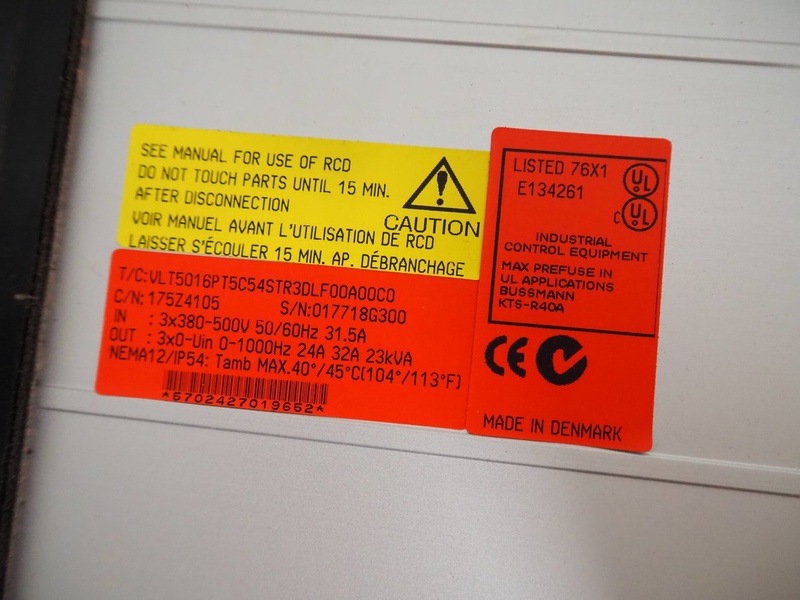 SEE MANUAL FOR USE OF RCD
DO NOT TOUCH PARTS UNTIL 15 MIN.
AFTER DISCONNECTION
VOIR MANUEL AVANT L'UTILISATION DE RCD
LAISSER S'ÉCOULER 15 MIN. AP. DÉBRANCHAGE
CAUTION
T/C:VLT5016PT5C54STR3DLF00A00C0
C/N:175Z4105 S/N:017718G300
IN : 3x380-500V 50/60Hz 31.5A
OUT : 3x0-Uin 0-1000Hz 24A 32A 23kVA
NEMA12/IP54: Tamb MAX.40°/45°C(104°/113°F)
*5702427019652*
LISTED 76X1
E134261
UL
C UL
INDUSTRIAL
CONTROL EQUIPMENT
MAX PREFUSE IN
UL APPLICATIONS
BUSSMANN
KTS-R40A
CE
MADE IN DENMARK